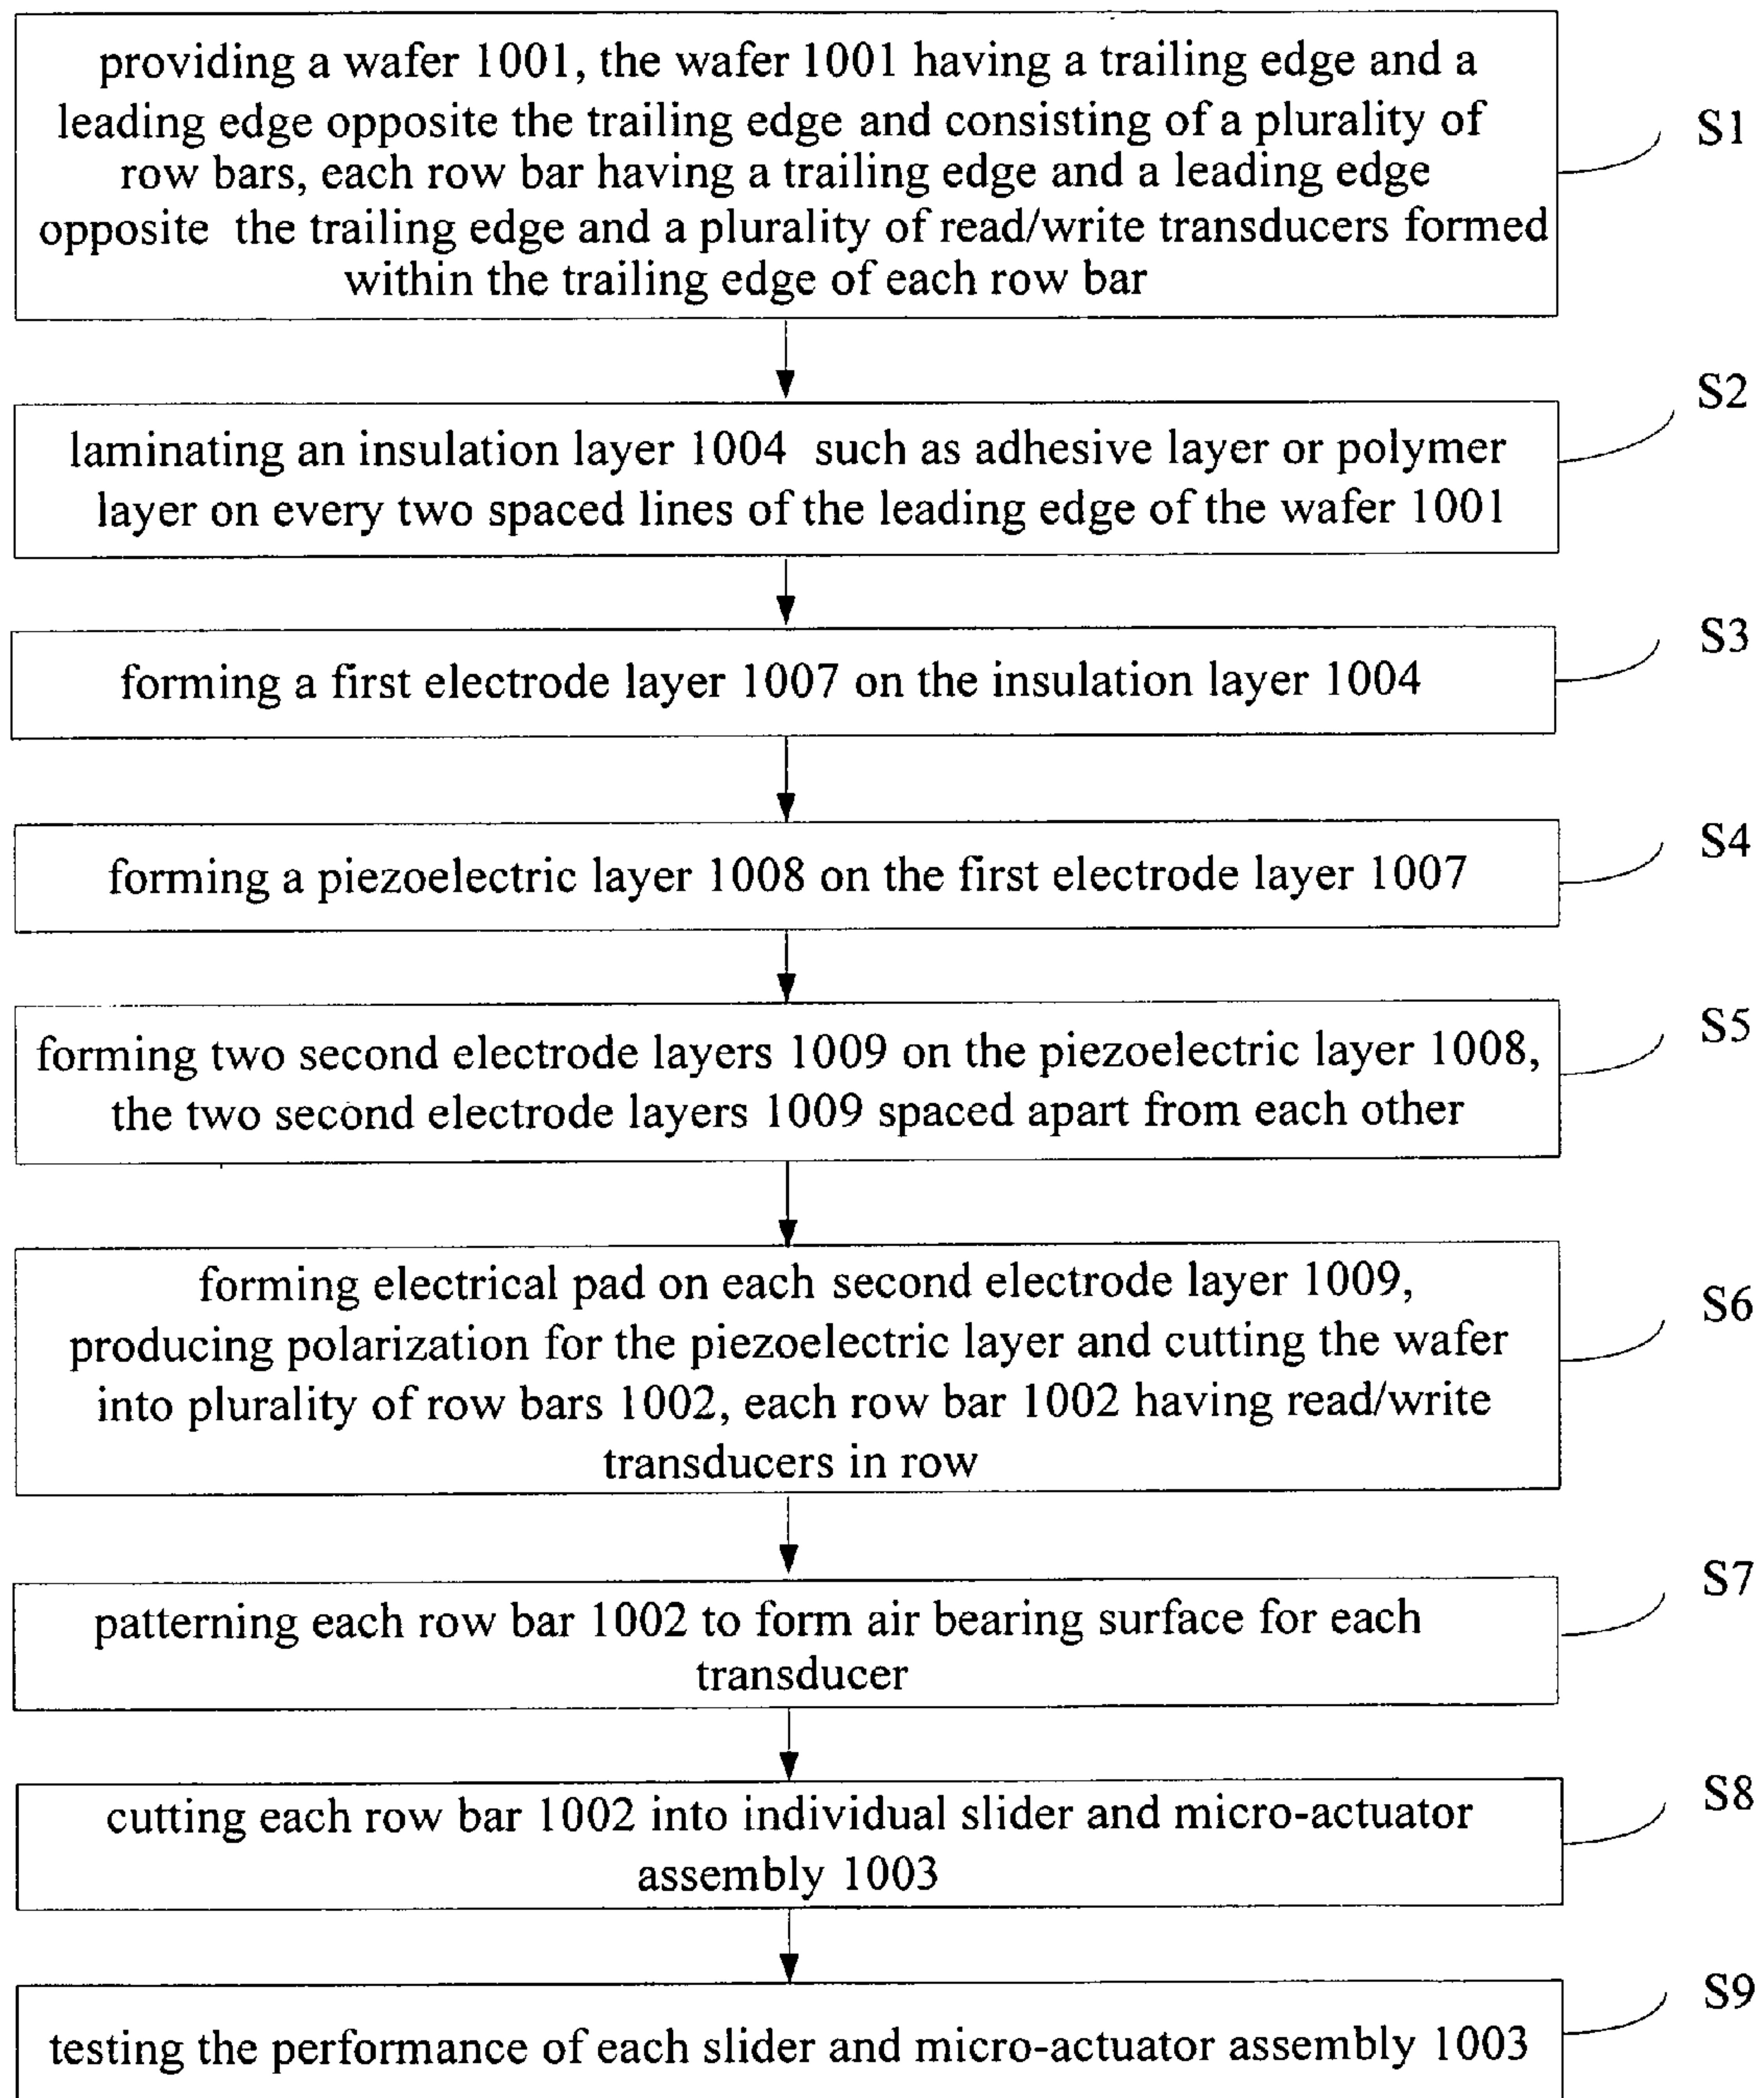 providing a wafer 1001, the wafer 1001 having a trailing edge and a
leading edge opposite the trailing edge and consisting of a plurality of
row bars, each row bar having a trailing edge and a leading edge
opposite the trailing edge and a plurality of read/write transducers formed
within the trailing edge of each row bar
S1
laminating an insulation layer 1004 such as adhesive layer or polymer
layer on every two spaced lines of the leading edge of the wafer 1001
S2
forming a first electrode layer 1007 on the insulation layer 1004
S3
forming a piezoelectric layer 1008 on the first electrode layer 1007
S4
forming two second electrode layers 1009 on the piezoelectric layer 1008,
the two second electrode layers 1009 spaced apart from each other
S5
forming electrical pad on each second electrode layer 1009,
producing polarization for the piezoelectric layer and cutting the wafer
into plurality of row bars 1002, each row bar 1002 having read/write
transducers in row
S6
patterning each row bar 1002 to form air bearing surface for each
transducer
S7
cutting each row bar 1002 into individual slider and micro-actuator
assembly 1003
S8
testing the performance of each slider and micro-actuator assembly 1003
S9